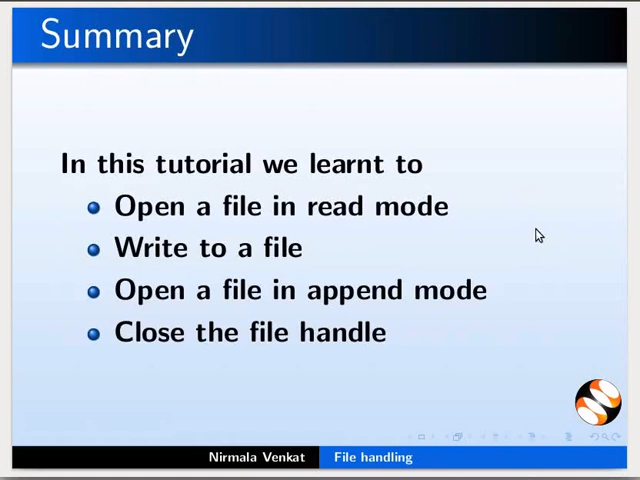 Summary
In this tutorial we learnt to
Open a file in read mode
Write to a file
Open a file in append mode
Close the file handle
Nirmala Venkat File handling